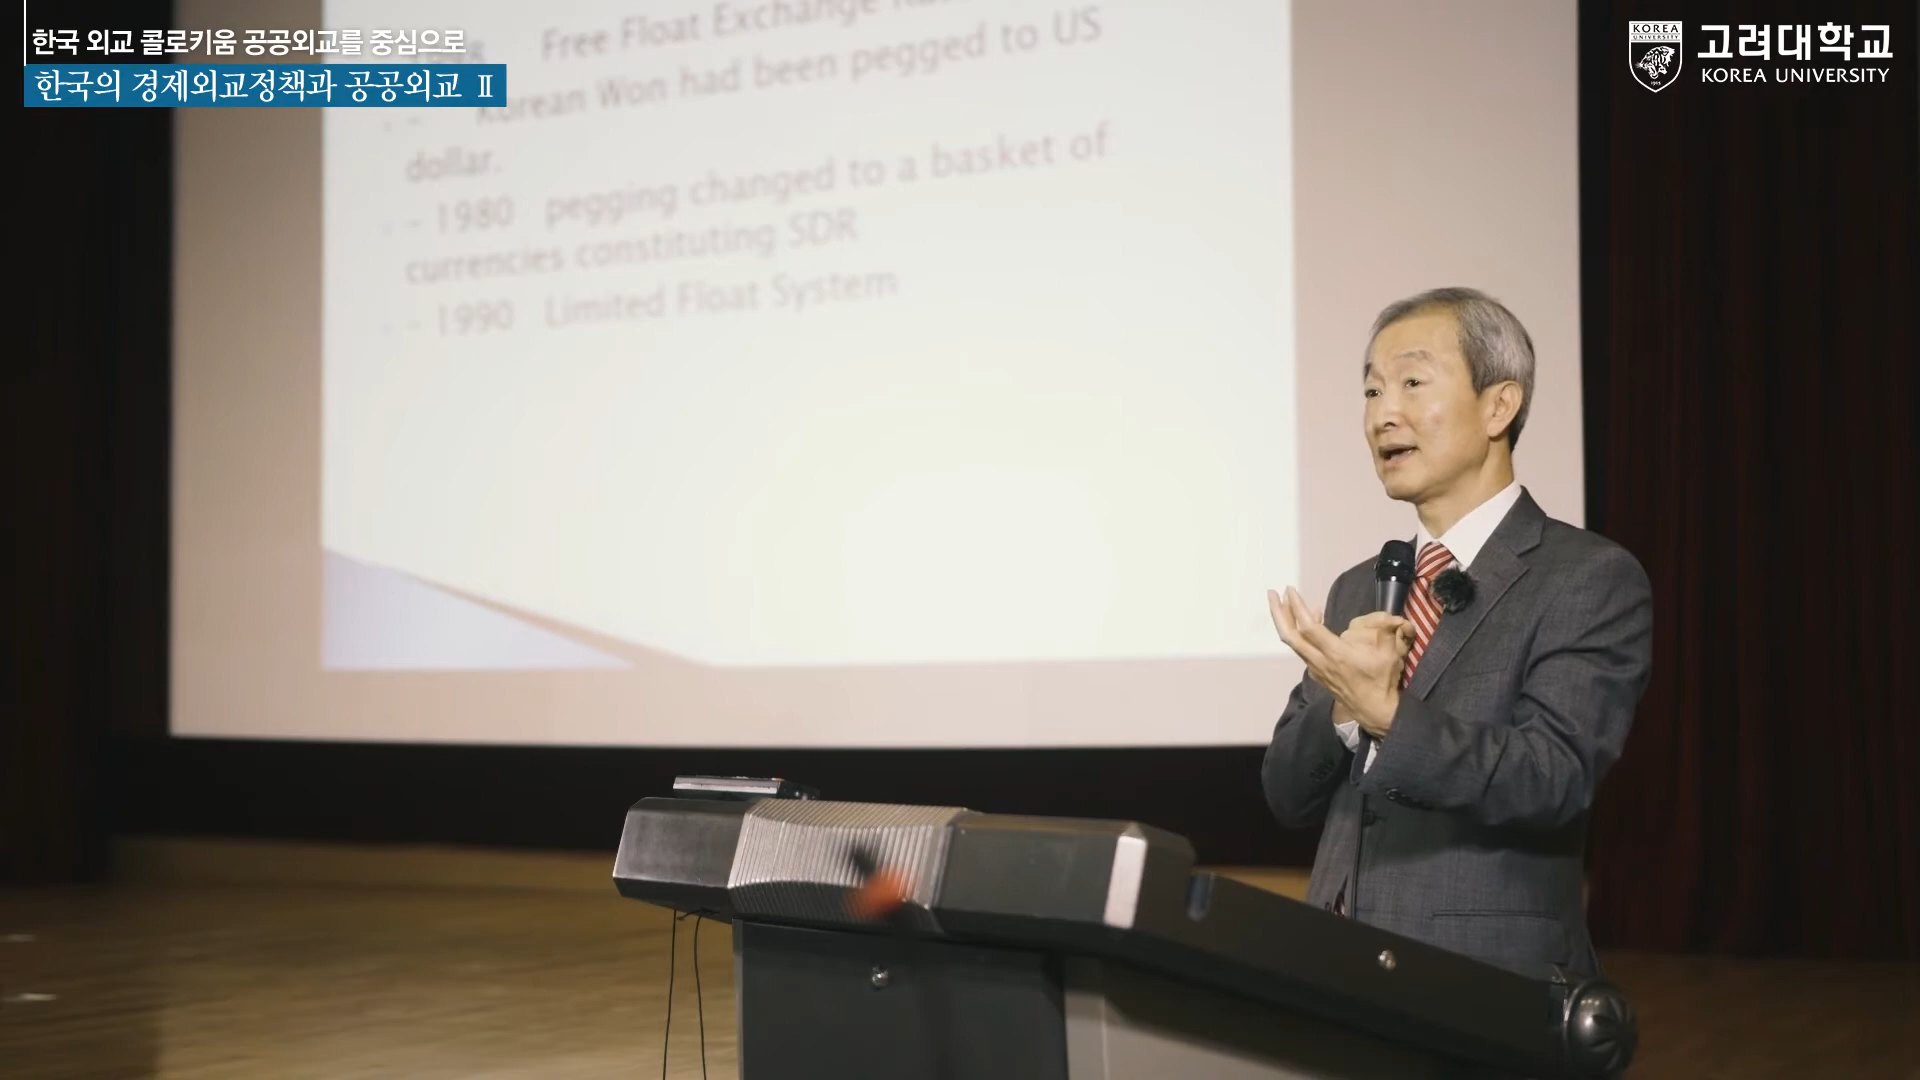 한국 외교 콜로키움 공공외교를 중심으로
한국의 경제외교정책과 공공외교 Ⅱ
KOREA
UNIVERSITY
1905
고려대학교
KOREA UNIVERSITY
Free Float Exchange
- Korean Won had been pegged to US
dollar.
- 1980 pegging changed to a basket of
currencies constituting SDR
- 1990 Limited Float System